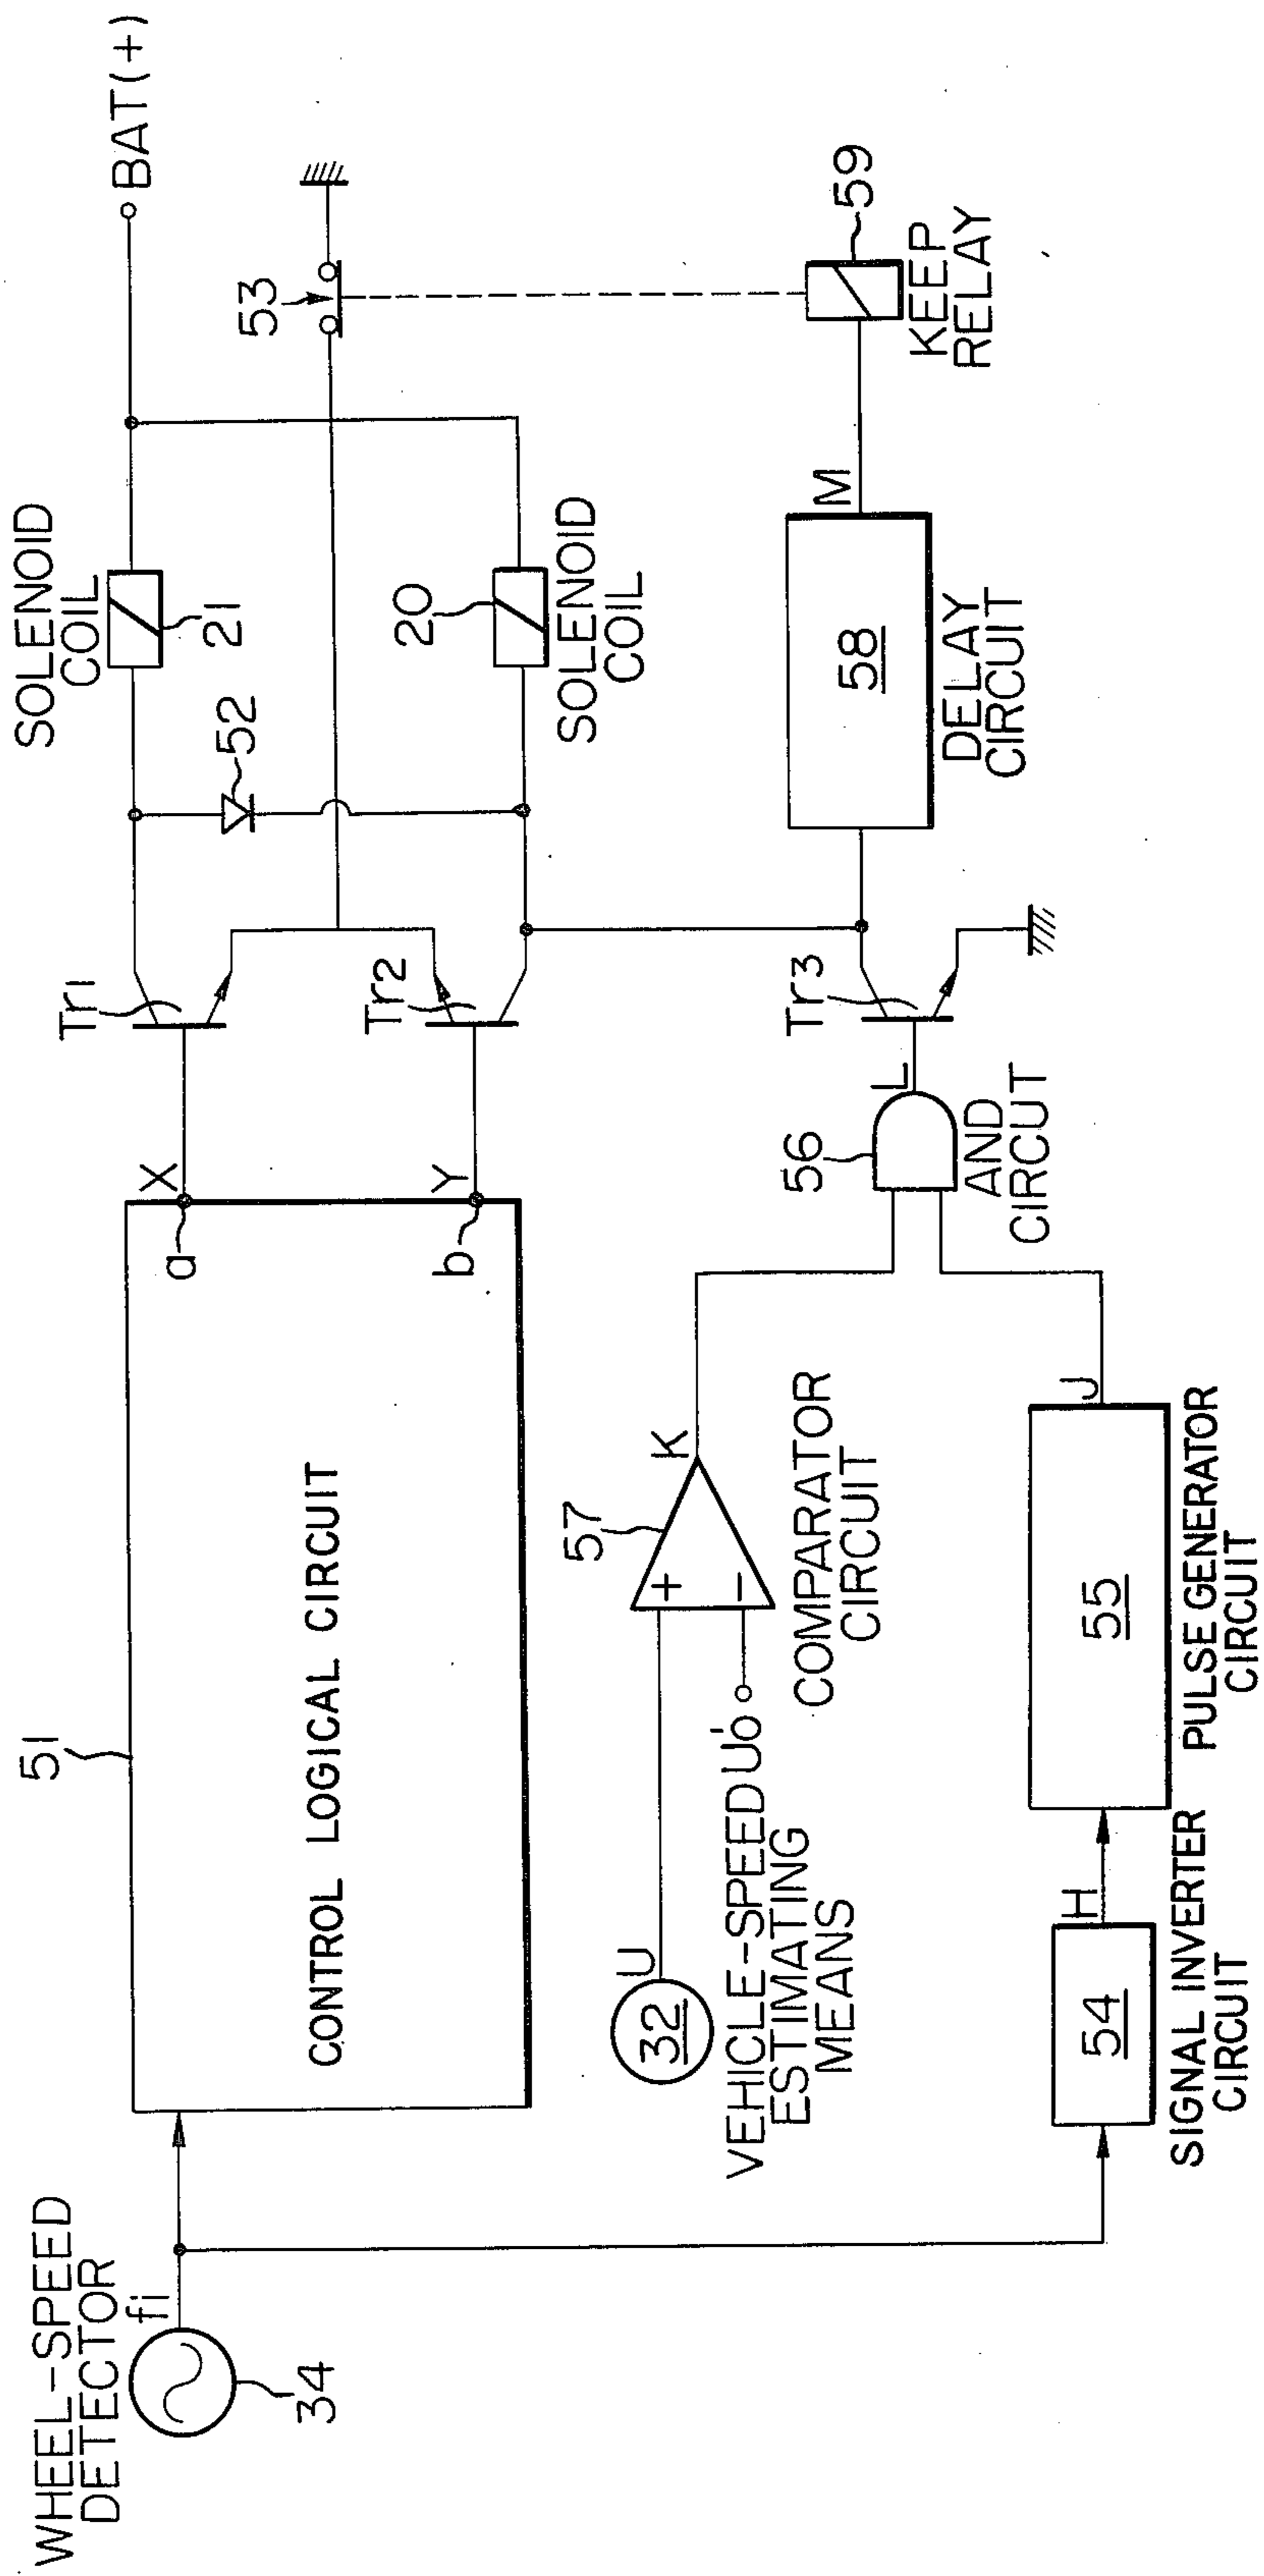 WHEEL-SPEED
DETECTOR
fi
34
51
CONTROL LOGICAL CIRCUIT
a
X
b
Y
Tr1
Tr2
52
SOLENOID
COIL
21
20
SOLENOID
COIL
53
BAT(+)
32
U
VEHICLE-SPEED
ESTIMATING
MEANS
Uo'
57
+
−
K
COMPARATOR
CIRCUIT
54
H
SIGNAL INVERTER
CIRCUIT
55
J
PULSE GENERATOR
CIRCUIT
56
L
AND
CIRCUT
Tr3
58
DELAY
CIRCUIT
M
59
KEEP
RELAY